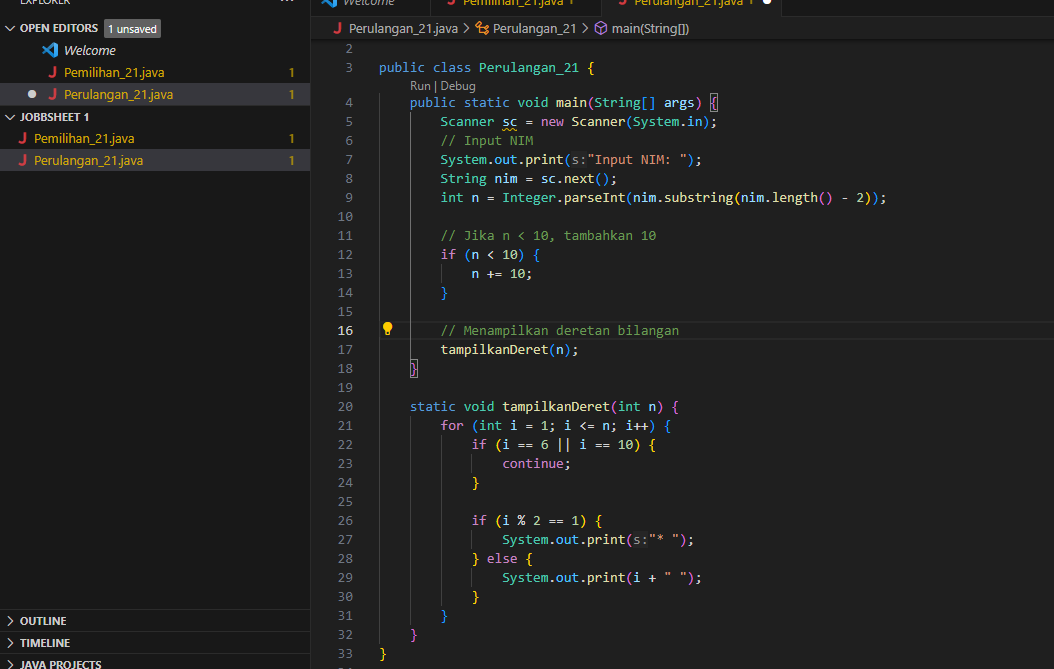 EXPLORER
OPEN EDITORS 1 unsaved
Welcome
Pemilihan_21.java 1
Perulangan_21.java 1
JOBBSHEET 1
Pemilihan_21.java 1
Perulangan_21.java 1
OUTLINE
TIMELINE
JAVA PROJECTS
Welcome
Pemilihan_21.java 1
Perulangan_21.java 1
Perulangan_21.java > Perulangan_21 > main(String[])
2
3 public class Perulangan_21 {
Run | Debug
4 public static void main(String[] args) {
5 Scanner sc = new Scanner(System.in);
6 // Input NIM
7 System.out.print(s:"Input NIM: ");
8 String nim = sc.next();
9 int n = Integer.parseInt(nim.substring(nim.length() - 2));
10
11 // Jika n < 10, tambahkan 10
12 if (n < 10) {
13 n += 10;
14 }
15
16 // Menampilkan deretan bilangan
17 tampilkanDeret(n);
18 }
19
20 static void tampilkanDeret(int n) {
21 for (int i = 1; i <= n; i++) {
22 if (i == 6 || i == 10) {
23 continue;
24 }
25
26 if (i % 2 == 1) {
27 System.out.print(s:"* ");
28 } else {
29 System.out.print(i + " ");
30 }
31 }
32 }
33 }